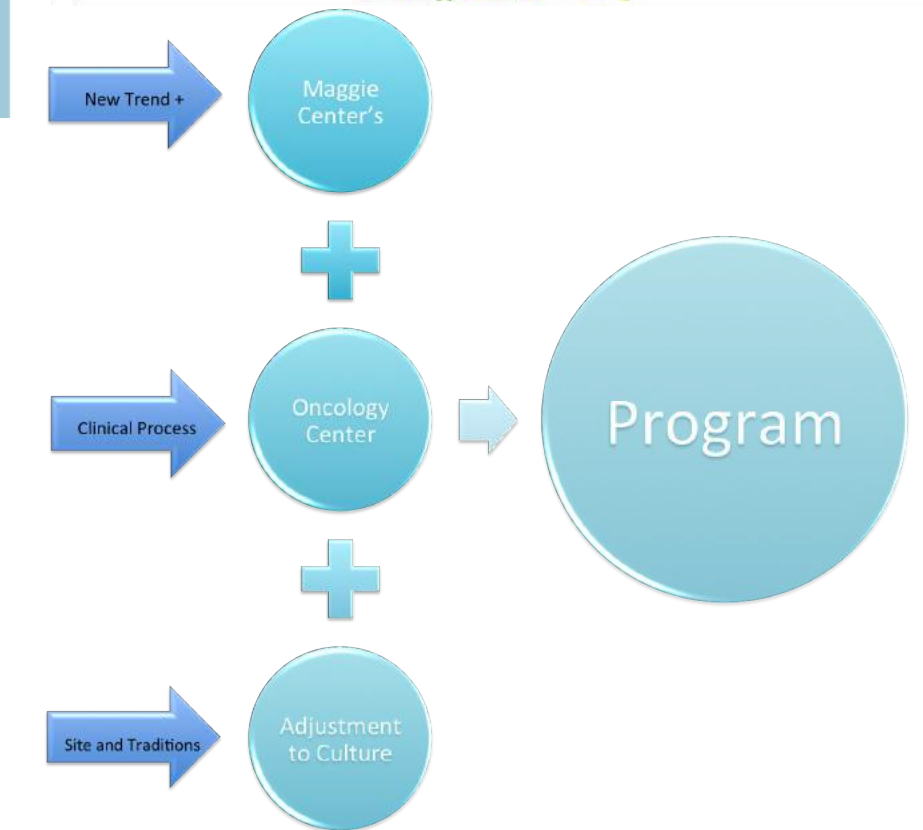 New Trend +
Maggie
Center's
Clinical Process
Oncology
Center
Program
Site and Traditions
Adjustment
to Culture